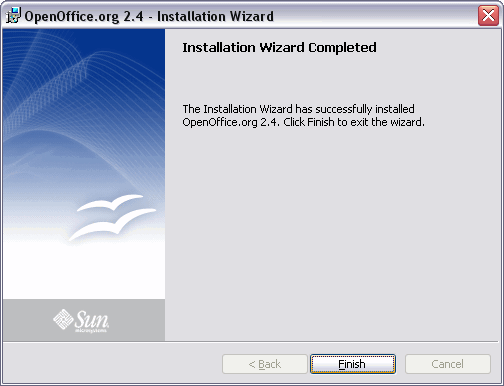 OpenOffice.org 2.4 - Installation Wizard
Installation Wizard Completed
The Installation Wizard has successfully installed
OpenOffice.org 2.4. Click Finish to exit the wizard.
Sun
microsystems
< Back
Finish
Cancel